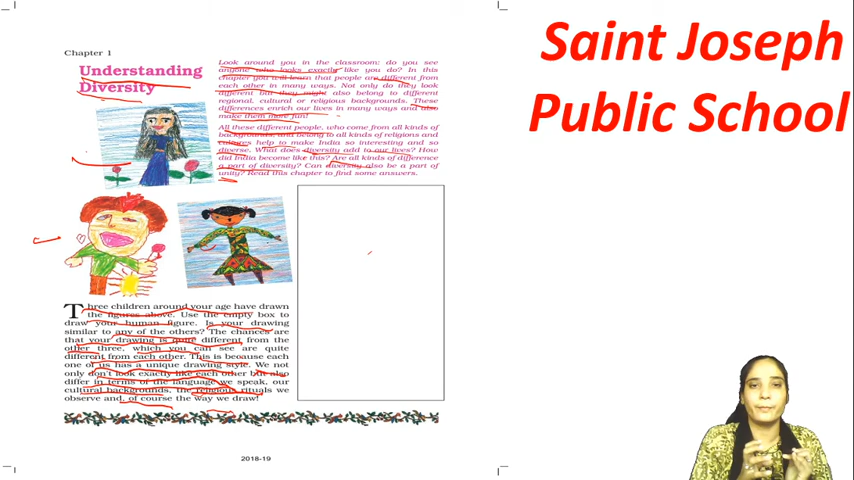 Chapter 1
Understanding
Diversity
Look around you in the classroom: do you see
anyone who looks exactly like you do? In this
chapter you will learn that people are different from
each other in many ways. Not only do they look
different but they might also belong to different
regional, cultural or religious backgrounds. These
differences enrich our lives in many ways and also
make them more fun!
All these different people, who come from all kinds of
backgrounds, and belong to all kinds of religions and
cultures help to make India so interesting and so
diverse. What does diversity add to our lives? How
did India become like this? Are all kinds of difference
a part of diversity? Can diversity also be a part of
unity? Read this chapter to find some answers.
Three children around your age have drawn
the figures above. Use the empty box to
draw your human figure. Is your drawing
similar to any of the others? The chances are
that your drawing is quite different from the
other three, which you can see are quite
different from each other. This is because each
one of us has a unique drawing style. We not
only don't look exactly like each other but also
differ in terms of the language we speak, our
cultural backgrounds, the religious rituals we
observe and, of course the way we draw!
2018-19
Saint Joseph
Public School